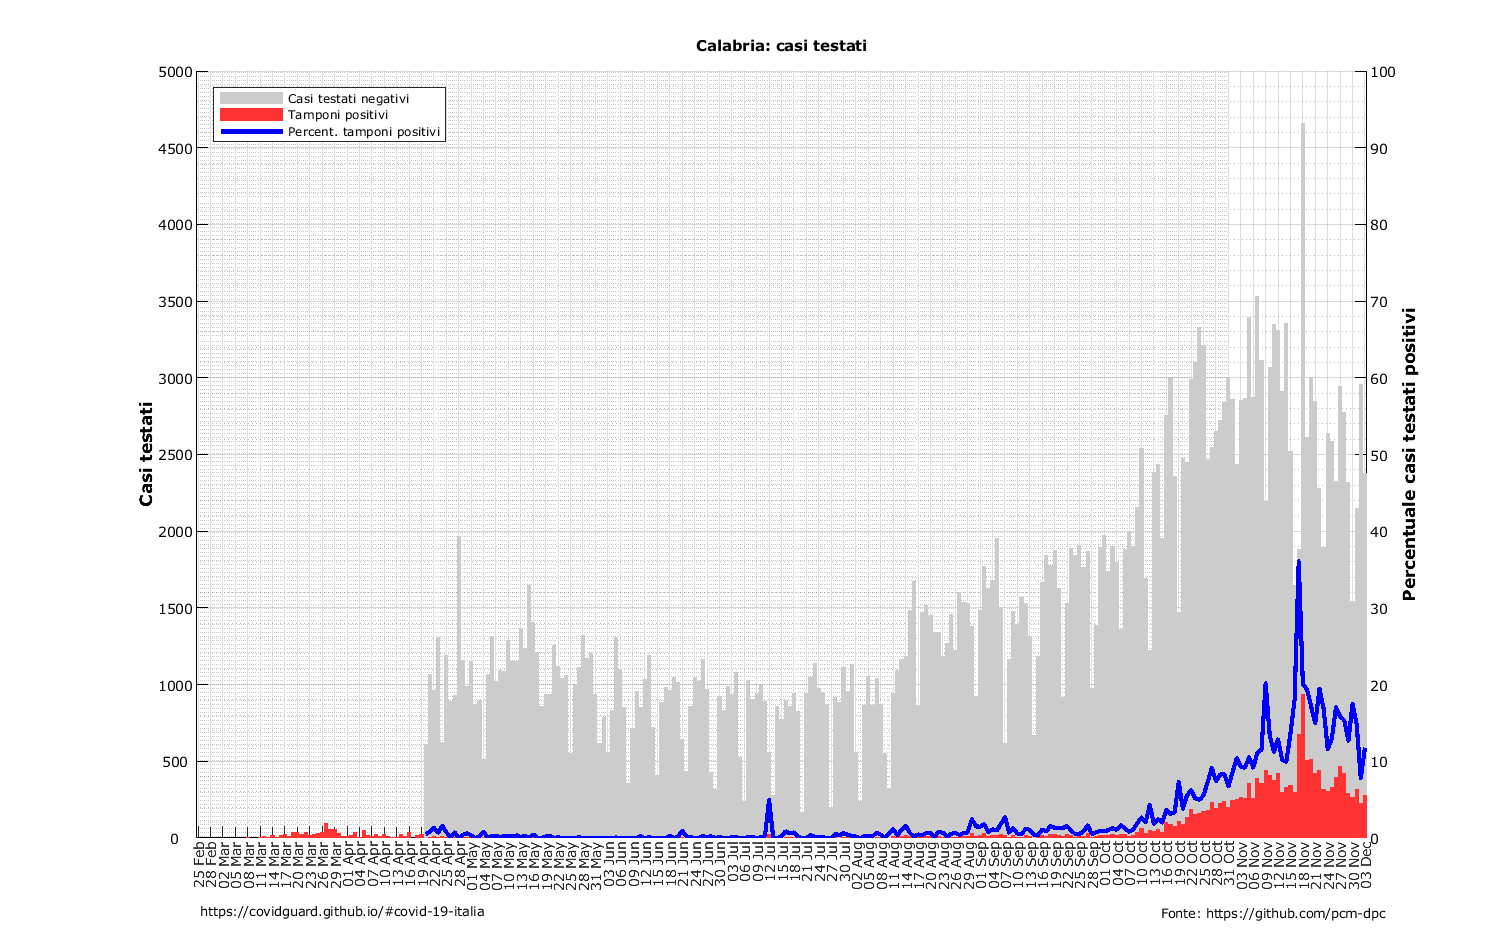 Calabria: casi testati
Casi testati negativi
Tamponi positivi
Percent. tamponi positivi
5000
4500
4000
3500
3000
2500
2000
1500
1000
500
0
Casi testati
100
90
80
70
60
50
40
30
20
10
0
Percentuale casi testati positivi
25 Feb
28 Feb
02 Mar
05 Mar
08 Mar
11 Mar
14 Mar
17 Mar
20 Mar
23 Mar
26 Mar
29 Mar
01 Apr
04 Apr
07 Apr
10 Apr
13 Apr
16 Apr
19 Apr
22 Apr
25 Apr
28 Apr
01 May
04 May
07 May
10 May
13 May
16 May
19 May
22 May
25 May
28 May
31 May
03 Jun
06 Jun
09 Jun
12 Jun
15 Jun
18 Jun
21 Jun
24 Jun
27 Jun
30 Jun
03 Jul
06 Jul
09 Jul
12 Jul
15 Jul
18 Jul
21 Jul
24 Jul
27 Jul
30 Jul
02 Aug
05 Aug
08 Aug
11 Aug
14 Aug
17 Aug
20 Aug
23 Aug
26 Aug
29 Aug
01 Sep
04 Sep
07 Sep
10 Sep
13 Sep
16 Sep
19 Sep
22 Sep
25 Sep
28 Sep
01 Oct
04 Oct
07 Oct
10 Oct
13 Oct
16 Oct
19 Oct
22 Oct
25 Oct
28 Oct
31 Oct
03 Nov
06 Nov
09 Nov
12 Nov
15 Nov
18 Nov
21 Nov
24 Nov
27 Nov
30 Nov
03 Dec
https://covidguard.github.io/#covid-19-italia
Fonte: https://github.com/pcm-dpc